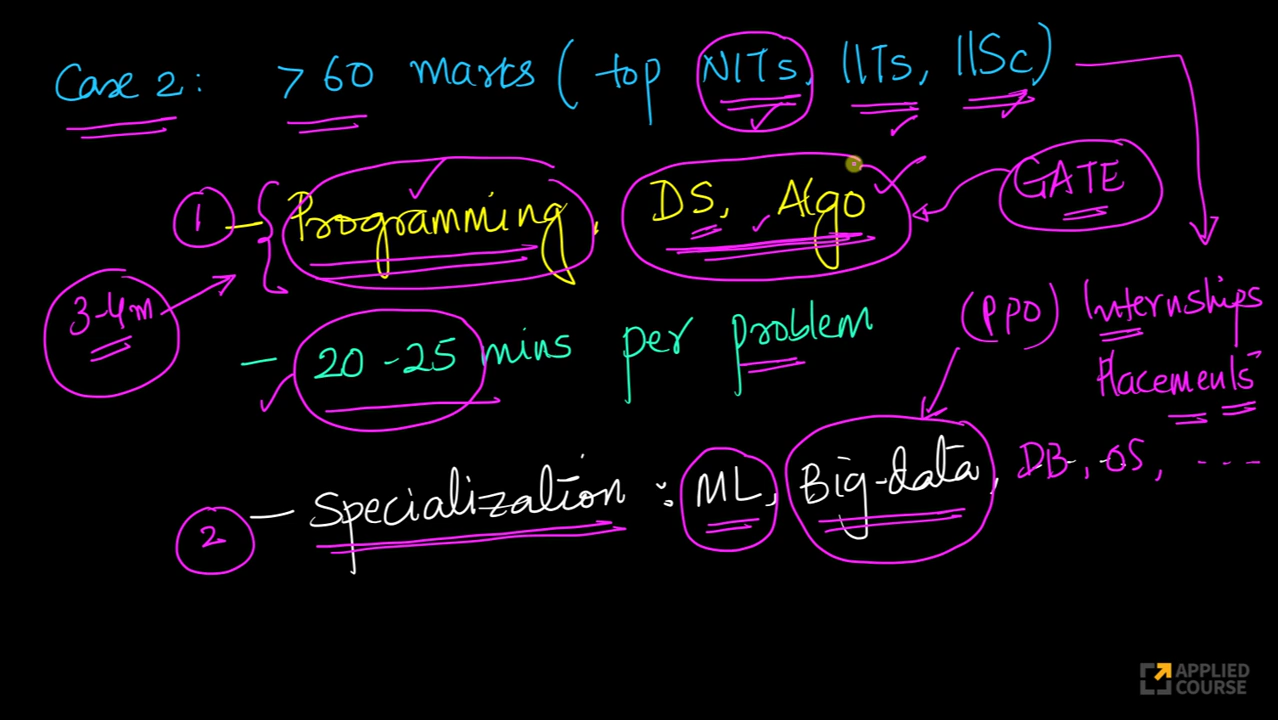 Case 2: > 60 marks ( top NITs, IITs, IISc)
GATE
1 - Programming, DS, Algo
3-4m
(PPO) Internships
Placements
- 20-25 mins per problem
2 - Specialization : ML, Big-data, DB, OS, ----
APPLIED
COURSE